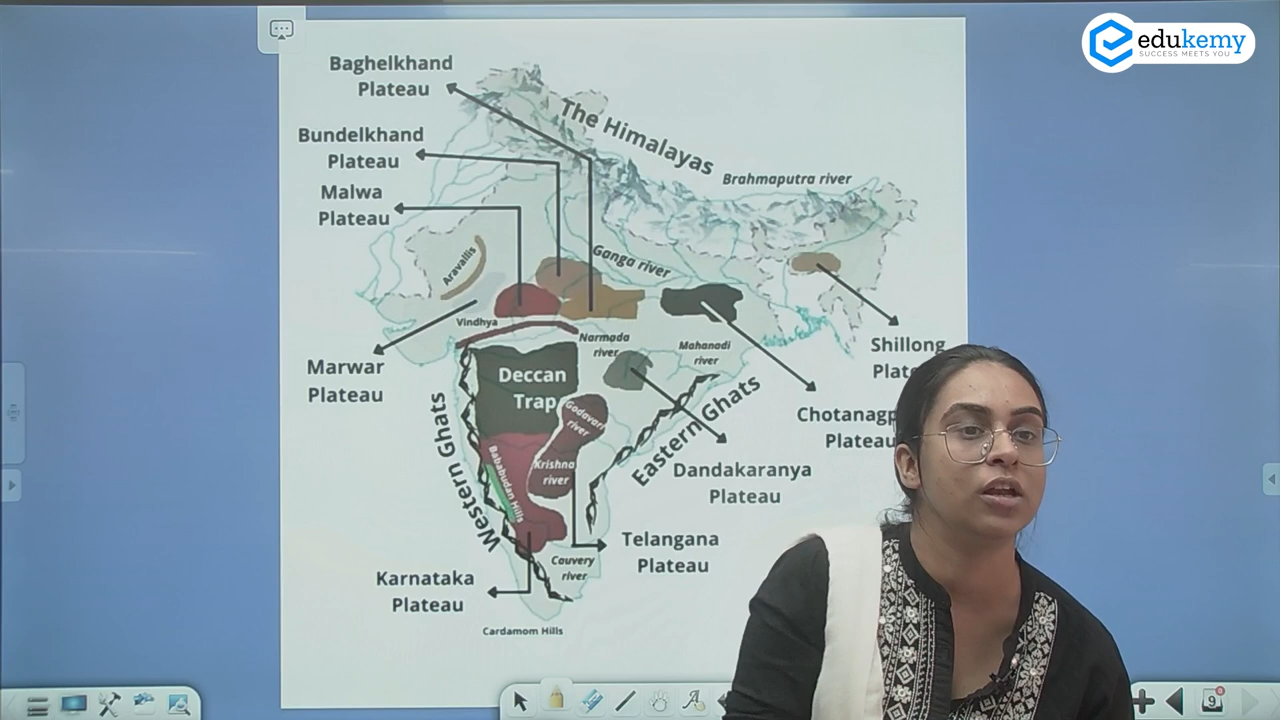 edukemy
SUCCESS MEETS YOU
Baghelkhand
Plateau
The Himalayas
Bundelkhand
Plateau
Brahmaputra river
Malwa
Plateau
Aravallis
Ganga river
Vindhya
Narmada
river
Mahanadi
river
Shillong
Marwar
Plateau
Deccan
Trap
Eastern Ghats
Western Ghats
Godavari
river
Plateau
Bababudan Hills
Krishna
river
Dandakaranya
Plateau
Telangana
Plateau
Cauvery
river
Karnataka
Plateau
Cardamom Hills
9